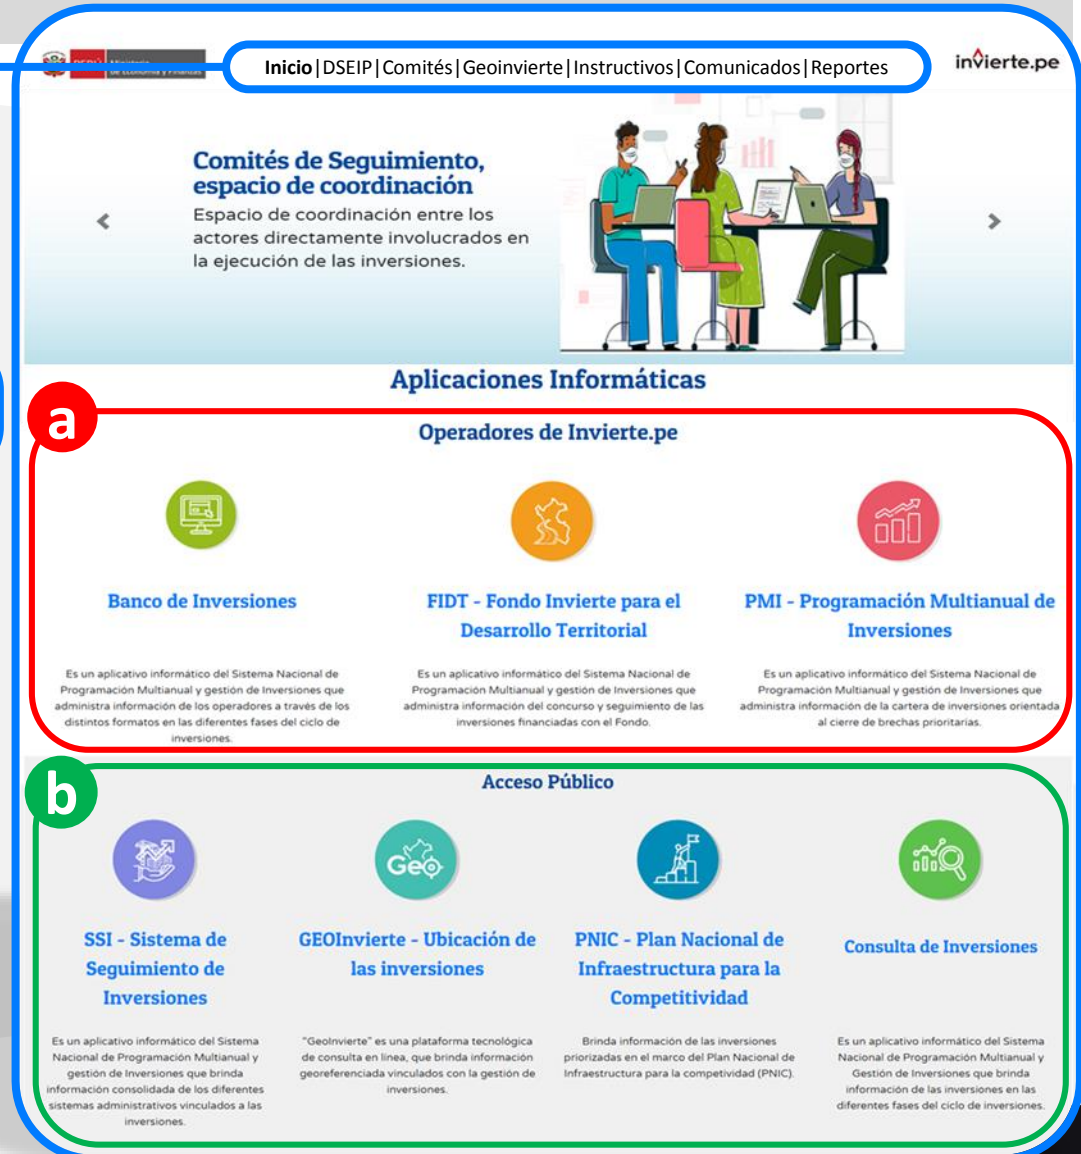 PERÚ Ministerio
de Economía y Finanzas
Inicio|DSEIP|Comités|Geoinvierte|Instructivos|Comunicados|Reportes
invierte.pe
Comités de Seguimiento,
espacio de coordinación
Espacio de coordinación entre los
actores directamente involucrados en
la ejecución de las inversiones.
Aplicaciones Informáticas
a
Operadores de Invierte.pe
Banco de Inversiones
Es un aplicativo informático del Sistema Nacional de
Programación Multianual y gestión de Inversiones que
administra información de los operadores a través de los
distintos formatos en las diferentes fases del ciclo de
inversiones.
FIDT - Fondo Invierte para el
Desarrollo Territorial
Es un aplicativo informático del Sistema Nacional de
Programación Multianual y gestión de Inversiones que
administra información del concurso y seguimiento de las
inversiones financiadas con el Fondo.
PMI - Programación Multianual de
Inversiones
Es un aplicativo informático del Sistema Nacional de
Programación Multianual y gestión de Inversiones que
administra información de la cartera de inversiones orientada
al cierre de brechas prioritarias.
b
Acceso Público
Geo
SSI - Sistema de
Seguimiento de
Inversiones
Es un aplicativo informático del Sistema
Nacional de Programación Multianual y
gestión de Inversiones que brinda
información consolidada de los diferentes
sistemas administrativos vinculados a las
inversiones.
GEOInvierte - Ubicación de
las inversiones
"GeoInvierte" es una plataforma tecnológica
de consulta en línea, que brinda información
georeferenciada vinculados con la gestión de
inversiones.
PNIC - Plan Nacional de
Infraestructura para la
Competitividad
Brinda información de las inversiones
priorizadas en el marco del Plan Nacional de
Infraestructura para la competividad (PNIC).
Consulta de Inversiones
Es un aplicativo informático del Sistema
Nacional de Programación Multianual y
Gestión de Inversiones que brinda
información de las inversiones en las
diferentes fases del ciclo de inversiones.